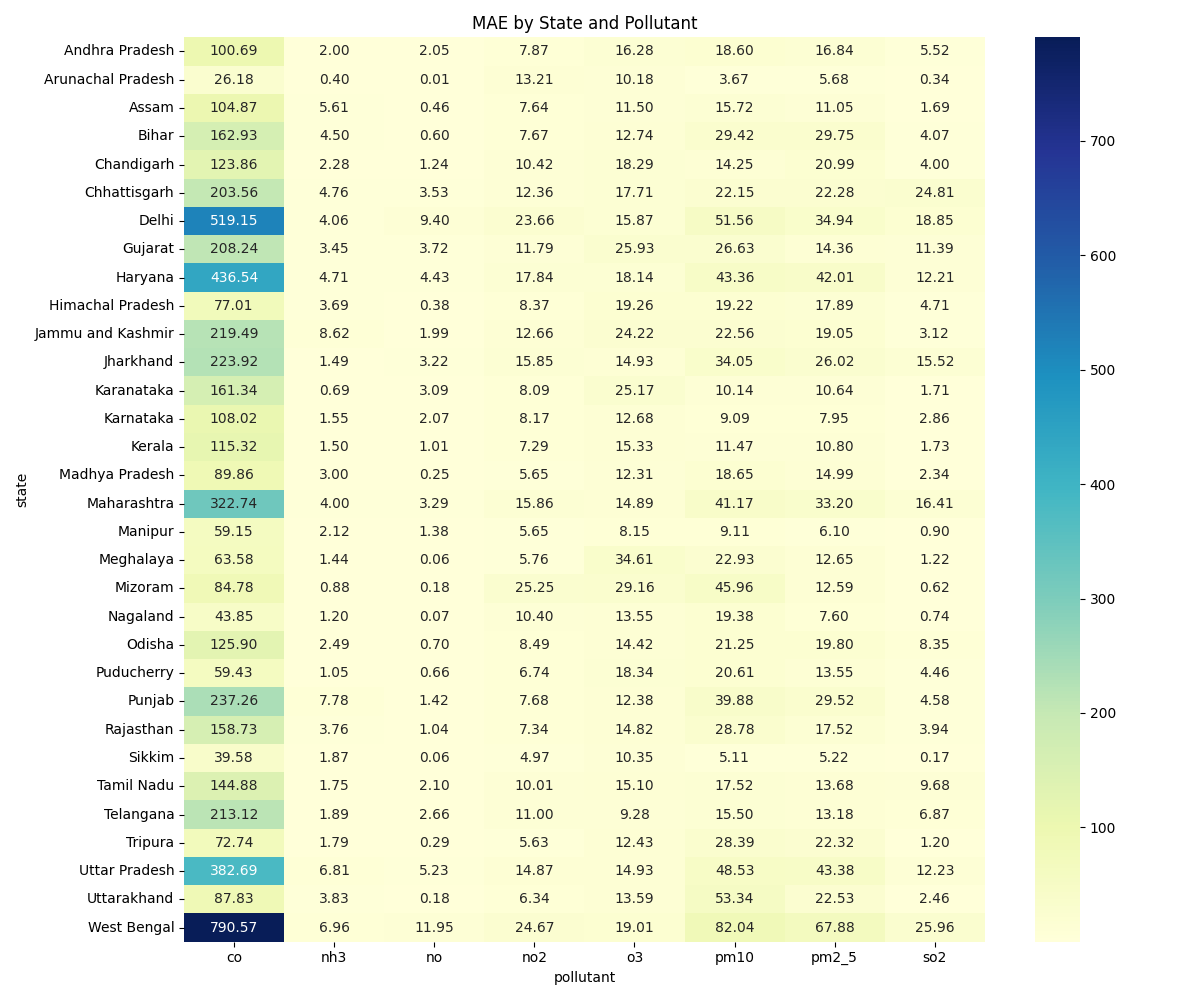 MAE by State and Pollutant
Andhra Pradesh 100.69 2.00 2.05 7.87 16.28 18.60 16.84 5.52
Arunachal Pradesh 26.18 0.40 0.01 13.21 10.18 3.67 5.68 0.34
Assam 104.87 5.61 0.46 7.64 11.50 15.72 11.05 1.69
Bihar 162.93 4.50 0.60 7.67 12.74 29.42 29.75 4.07
Chandigarh 123.86 2.28 1.24 10.42 18.29 14.25 20.99 4.00
Chhattisgarh 203.56 4.76 3.53 12.36 17.71 22.15 22.28 24.81
Delhi 519.15 4.06 9.40 23.66 15.87 51.56 34.94 18.85
Gujarat 208.24 3.45 3.72 11.79 25.93 26.63 14.36 11.39
Haryana 436.54 4.71 4.43 17.84 18.14 43.36 42.01 12.21
Himachal Pradesh 77.01 3.69 0.38 8.37 19.26 19.22 17.89 4.71
Jammu and Kashmir 219.49 8.62 1.99 12.66 24.22 22.56 19.05 3.12
Jharkhand 223.92 1.49 3.22 15.85 14.93 34.05 26.02 15.52
Karanataka 161.34 0.69 3.09 8.09 25.17 10.14 10.64 1.71
Karnataka 108.02 1.55 2.07 8.17 12.68 9.09 7.95 2.86
Kerala 115.32 1.50 1.01 7.29 15.33 11.47 10.80 1.73
Madhya Pradesh 89.86 3.00 0.25 5.65 12.31 18.65 14.99 2.34
Maharashtra 322.74 4.00 3.29 15.86 14.89 41.17 33.20 16.41
Manipur 59.15 2.12 1.38 5.65 8.15 9.11 6.10 0.90
Meghalaya 63.58 1.44 0.06 5.76 34.61 22.93 12.65 1.22
Mizoram 84.78 0.88 0.18 25.25 29.16 45.96 12.59 0.62
Nagaland 43.85 1.20 0.07 10.40 13.55 19.38 7.60 0.74
Odisha 125.90 2.49 0.70 8.49 14.42 21.25 19.80 8.35
Puducherry 59.43 1.05 0.66 6.74 18.34 20.61 13.55 4.46
Punjab 237.26 7.78 1.42 7.68 12.38 39.88 29.52 4.58
Rajasthan 158.73 3.76 1.04 7.34 14.82 28.78 17.52 3.94
Sikkim 39.58 1.87 0.06 4.97 10.35 5.11 5.22 0.17
Tamil Nadu 144.88 1.75 2.10 10.01 15.10 17.52 13.68 9.68
Telangana 213.12 1.89 2.66 11.00 9.28 15.50 13.18 6.87
Tripura 72.74 1.79 0.29 5.63 12.43 28.39 22.32 1.20
Uttar Pradesh 382.69 6.81 5.23 14.87 14.93 48.53 43.38 12.23
Uttarakhand 87.83 3.83 0.18 6.34 13.59 53.34 22.53 2.46
West Bengal 790.57 6.96 11.95 24.67 19.01 82.04 67.88 25.96
co nh3 no no2 o3 pm10 pm2_5 so2
pollutant
state
700
600
500
400
300
200
100